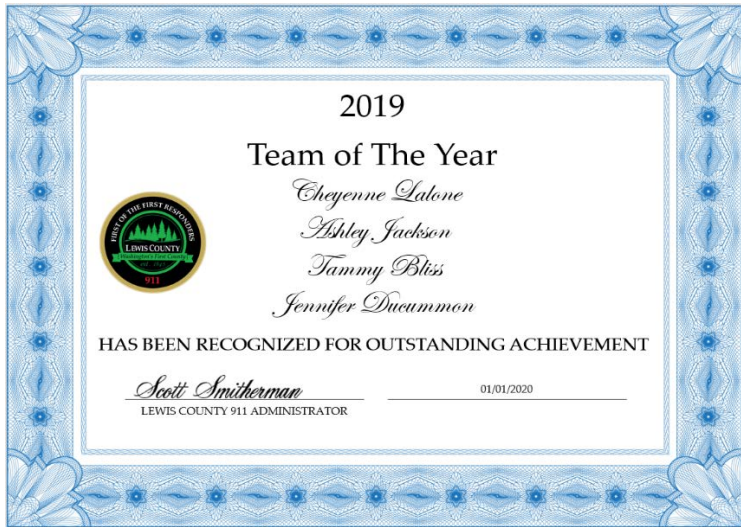 2019
Team of The Year
Cheyenne Lalone
Ashley Jackson
Tammy Bliss
Jennifer Ducummon
FIRST OF THE FIRST RESPONDERS
LEWIS COUNTY
Washington's First County
911
HAS BEEN RECOGNIZED FOR OUTSTANDING ACHIEVEMENT
Scott Smitherman
01/01/2020
LEWIS COUNTY 911 ADMINISTRATOR